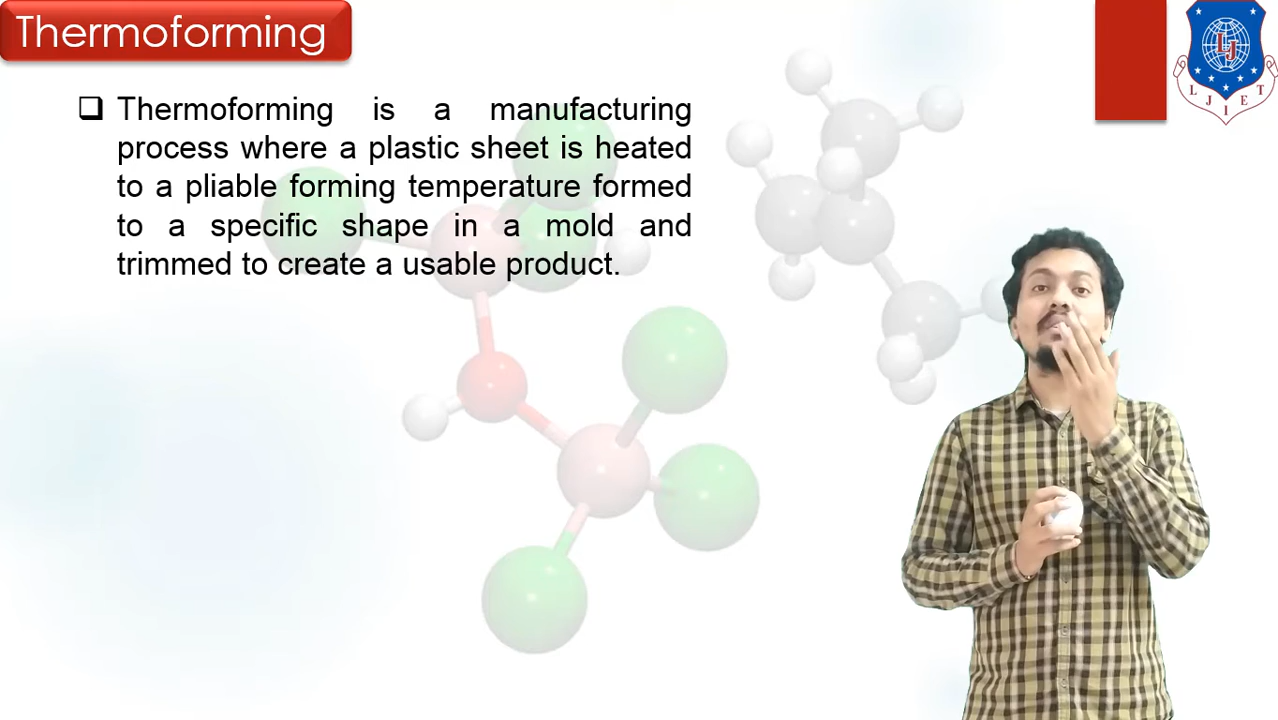 Thermoforming
Thermoforming is a manufacturing
process where a plastic sheet is heated
to a pliable forming temperature formed
to a specific shape in a mold and
trimmed to create a usable product.
LJ
L J I E T